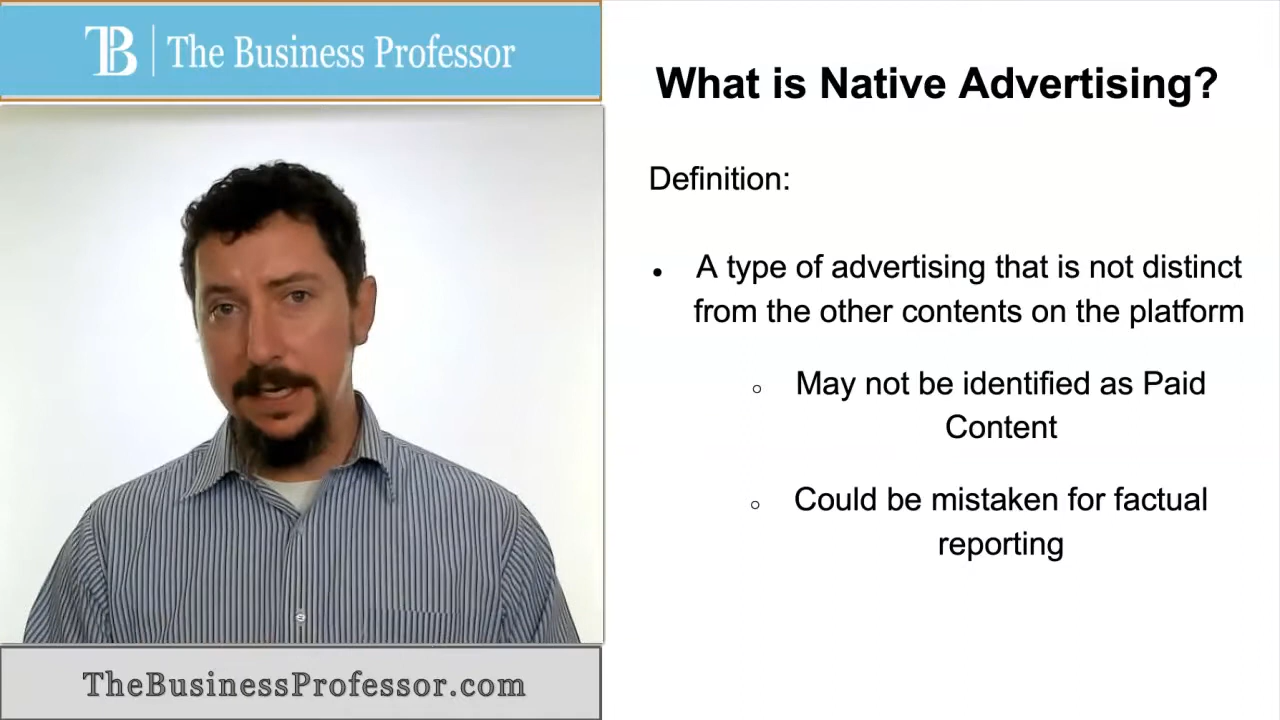 TB | The Business Professor
What is Native Advertising?
Definition:
• A type of advertising that is not distinct
from the other contents on the platform
○ May not be identified as Paid
Content
○ Could be mistaken for factual
reporting
TheBusinessProfessor.com